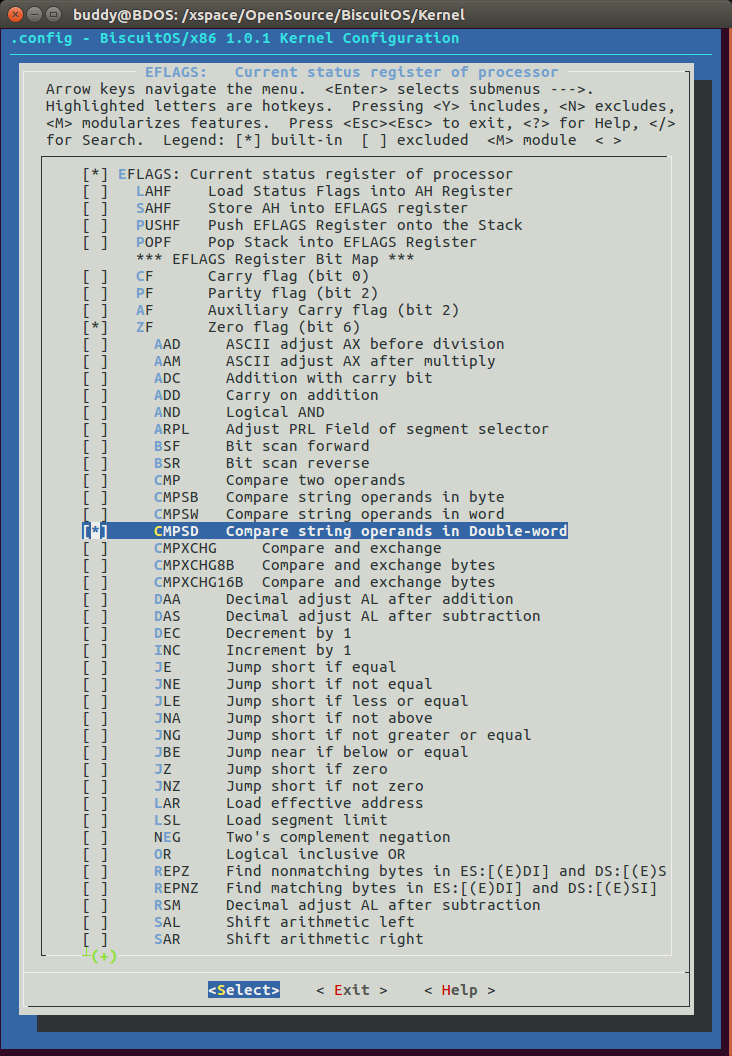 buddy@BDOS: /xspace/OpenSource/BiscuitOS/Kernel
.config - BiscuitOS/x86 1.0.1 Kernel Configuration
EFLAGS:   Current status register of processor
Arrow keys navigate the menu.  <Enter> selects submenus --->.
Highlighted letters are hotkeys.  Pressing <Y> includes, <N> excludes,
<M> modularizes features.  Press <Esc><Esc> to exit, <?> for Help, </>
for Search.  Legend: [*] built-in  [ ] excluded  <M> module  < >
[*] EFLAGS: Current status register of processor
[ ]   LAHF    Load Status Flags into AH Register
[ ]   SAHF    Store AH into EFLAGS register
[ ]   PUSHF   Push EFLAGS Register onto the Stack
[ ]   POPF    Pop Stack into EFLAGS Register
*** EFLAGS Register Bit Map ***
[ ]   CF      Carry flag (bit 0)
[ ]   PF      Parity flag (bit 2)
[ ]   AF      Auxiliary Carry flag (bit 2)
[*]   ZF      Zero flag (bit 6)
[ ]     AAD     ASCII adjust AX before division
[ ]     AAM     ASCII adjust AX after multiply
[ ]     ADC     Addition with carry bit
[ ]     ADD     Carry on addition
[ ]     AND     Logical AND
[ ]     ARPL    Adjust PRL Field of segment selector
[ ]     BSF     Bit scan forward
[ ]     BSR     Bit scan reverse
[ ]     CMP     Compare two operands
[ ]     CMPSB   Compare string operands in byte
[ ]     CMPSW   Compare string operands in word
[*]     CMPSD   Compare string operands in Double-word
[ ]     CMPXCHG     Compare and exchange
[ ]     CMPXCHG8B   Compare and exchange bytes
[ ]     CMPXCHG16B  Compare and exchange bytes
[ ]     DAA     Decimal adjust AL after addition
[ ]     DAS     Decimal adjust AL after subtraction
[ ]     DEC     Decrement by 1
[ ]     INC     Increment by 1
[ ]     JE      Jump short if equal
[ ]     JNE     Jump short if not equal
[ ]     JLE     Jump short if less or equal
[ ]     JNA     Jump short if not above
[ ]     JNG     Jump short if not greater or equal
[ ]     JBE     Jump near if below or equal
[ ]     JZ      Jump short if zero
[ ]     JNZ     Jump short if not zero
[ ]     LAR     Load effective address
[ ]     LSL     Load segment limit
[ ]     NEG     Two's complement negation
[ ]     OR      Logical inclusive OR
[ ]     REPZ    Find nonmatching bytes in ES:[(E)DI] and DS:[(E)S
[ ]     REPNZ   Find matching bytes in ES:[(E)DI] and DS:[(E)SI]
[ ]     RSM     Decimal adjust AL after subtraction
[ ]     SAL     Shift arithmetic left
[ ]     SAR     Shift arithmetic right
(+)
<Select>    < Exit >    < Help >